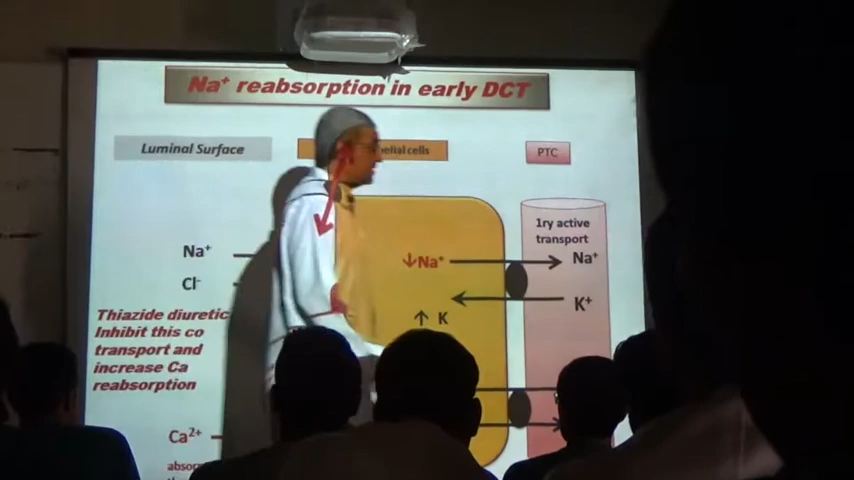 Na⁺ reabsorption in early DCT
Luminal Surface
helial cells
PTC
1ry active
transport
Na⁺
↓Na⁺
Na⁺
Cl⁻
K⁺
↑ K
Thiazide diuretic
Inhibit this co
transport and
increase Ca
reabsorption
Ca²⁺
absor